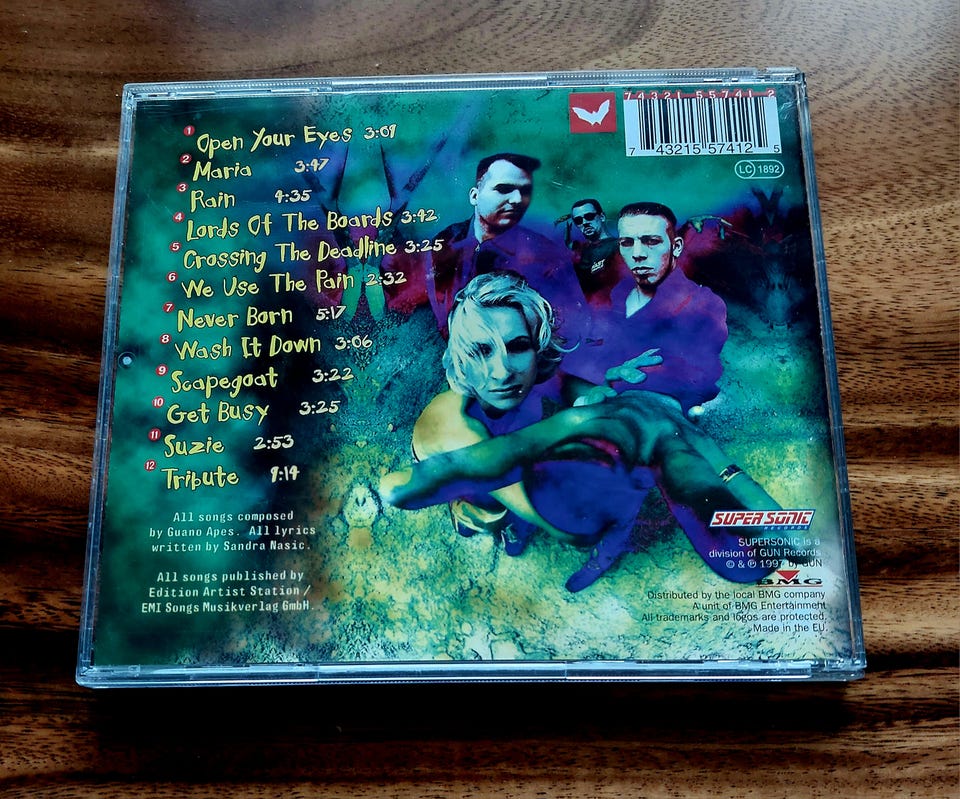 1 Open Your Eyes 3:09
2 Maria 3:47
3 Rain 4:35
4 Lords Of The Boards 3:42
5 Crossing The Deadline 3:25
6 We Use The Pain 2:32
7 Never Born 5:17
8 Wash It Down 3:06
9 Scapegoat 3:22
10 Get Busy 3:25
11 Suzie 2:53
12 Tribute 9:14
All songs composed
by Guano Apes. All lyrics
written by Sandra Nasic.
All songs published by
Edition Artist Station /
EMI Songs Musikverlag GmbH.
74321 55741 2
7 43215 57412 5
LC 1892
SUPERSONIC
RECORDS
SUPERSONIC is a
division of GUN Records
© & ℗ 1997 by GUN
BMG
Distributed by the local BMG company
A unit of BMG Entertainment
All trademarks and logos are protected.
Made in the EU.